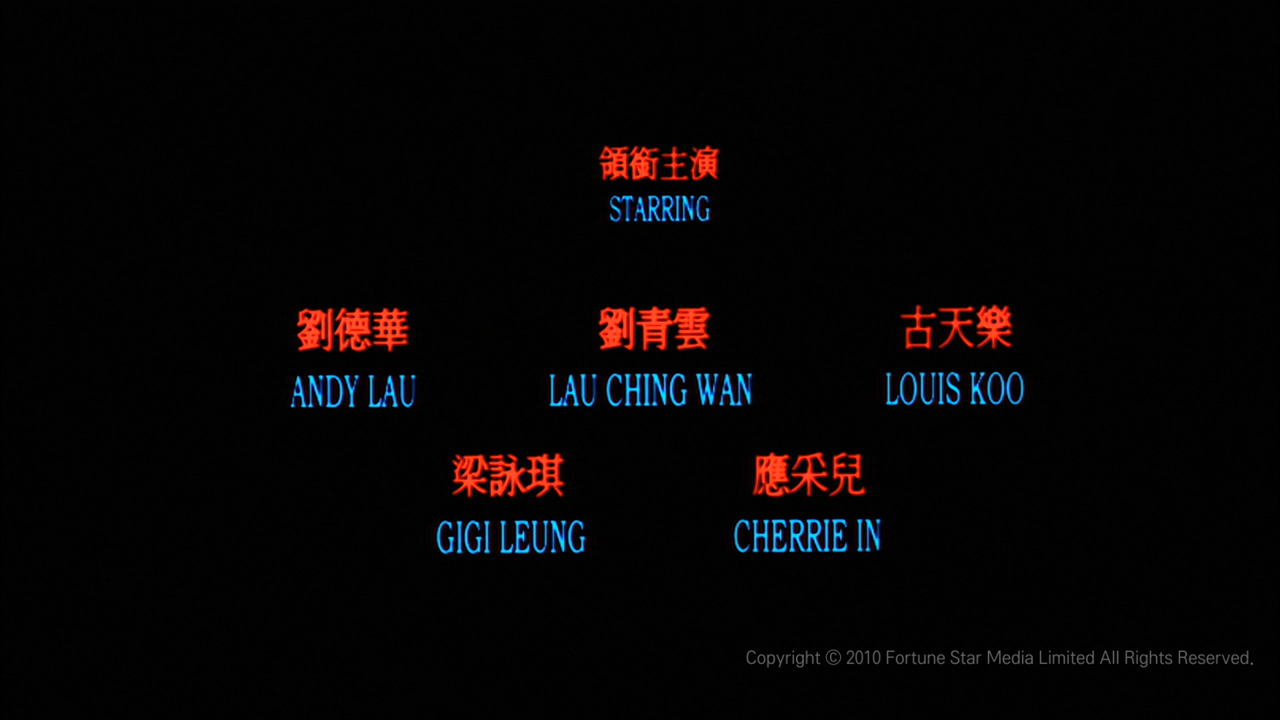 領銜主演
STARRING
劉德華 劉青雲 古天樂
ANDY LAU LAU CHING WAN LOUIS KOO
梁詠琪 應采兒
GIGI LEUNG CHERRIE IN
Copyright © 2010 Fortune Star Media Limited All Rights Reserved.